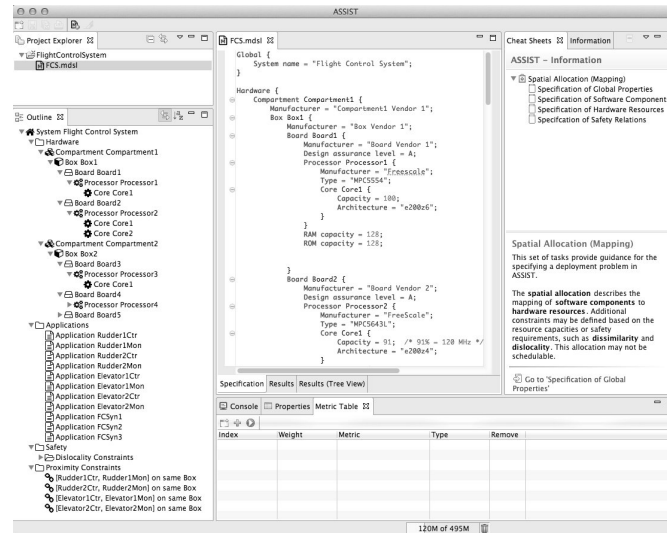 ASSIST
Project Explorer
FlightControlSystem
FCS.mdsl
Outline
System Flight Control System
Hardware
Compartment Compartment1
Box Box1
Board Board1
Processor Processor1
Core Core1
Board Board2
Processor Processor2
Core Core1
Core Core2
Compartment Compartment2
Box Box2
Board Board3
Processor Processor3
Core Core1
Board Board4
Processor Processor4
Board Board5
Applications
Application Rudder1Ctr
Application Rudder1Mon
Application Rudder2Ctr
Application Rudder2Mon
Application Elevator1Ctr
Application Elevator1Mon
Application Elevator2Ctr
Application Elevator2Mon
Application FCSyn1
Application FCSyn2
Application FCSyn3
Safety
Dislocality Constraints
Proximity Constraints
[Rudder1Ctr, Rudder1Mon] on same Box
[Rudder2Ctr, Rudder2Mon] on same Box
[Elevator1Ctr, Elevator1Mon] on same Box
[Elevator2Ctr, Elevator2Mon] on same Box
FCS.mdsl
Global {
System name = "Flight Control System";
}
Hardware {
Compartment Compartment1 {
Manufacturer = "Compartment1 Vendor 1";
Box Box1 {
Manufacturer = "Box Vendor 1";
Board Board1 {
Manufacturer = "Board Vendor 1";
Design assurance level = A;
Processor Processor1 {
Manufacturer = "Freescale";
Type = "MPC5554";
Core Core1 {
Capacity = 100;
Architecture = "e200z6";
}
}
RAM capacity = 128;
ROM capacity = 128;
}
Board Board2 {
Manufacturer = "Board Vendor 2";
Design assurance level = A;
Processor Processor2 {
Manufacturer = "FreeScale";
Type = "MPC5643L";
Core Core1 {
Capacity = 91; /* 91% = 120 MHz */
Architecture = "e200z4";
}
Specification Results Results (Tree View)
Cheat Sheets Information
ASSIST – Information
Spatial Allocation (Mapping)
Specification of Global Properties
Specification of Software Component
Specification of Hardware Resources
Specifcation of Safety Relations
Spatial Allocation (Mapping)
This set of tasks provide guidance for the
specifying a deployment problem in
ASSIST.
The spatial allocation describes the
mapping of software components to
hardware resources. Additional
constraints may be defined based on the
resource capacities or safety
requirements, such as dissimilarity and
dislocality. This allocation may not be
schedulable.
Go to 'Specification of Global
Properties'
Console Properties Metric Table
Index Weight Metric Type Remove
120M of 495M